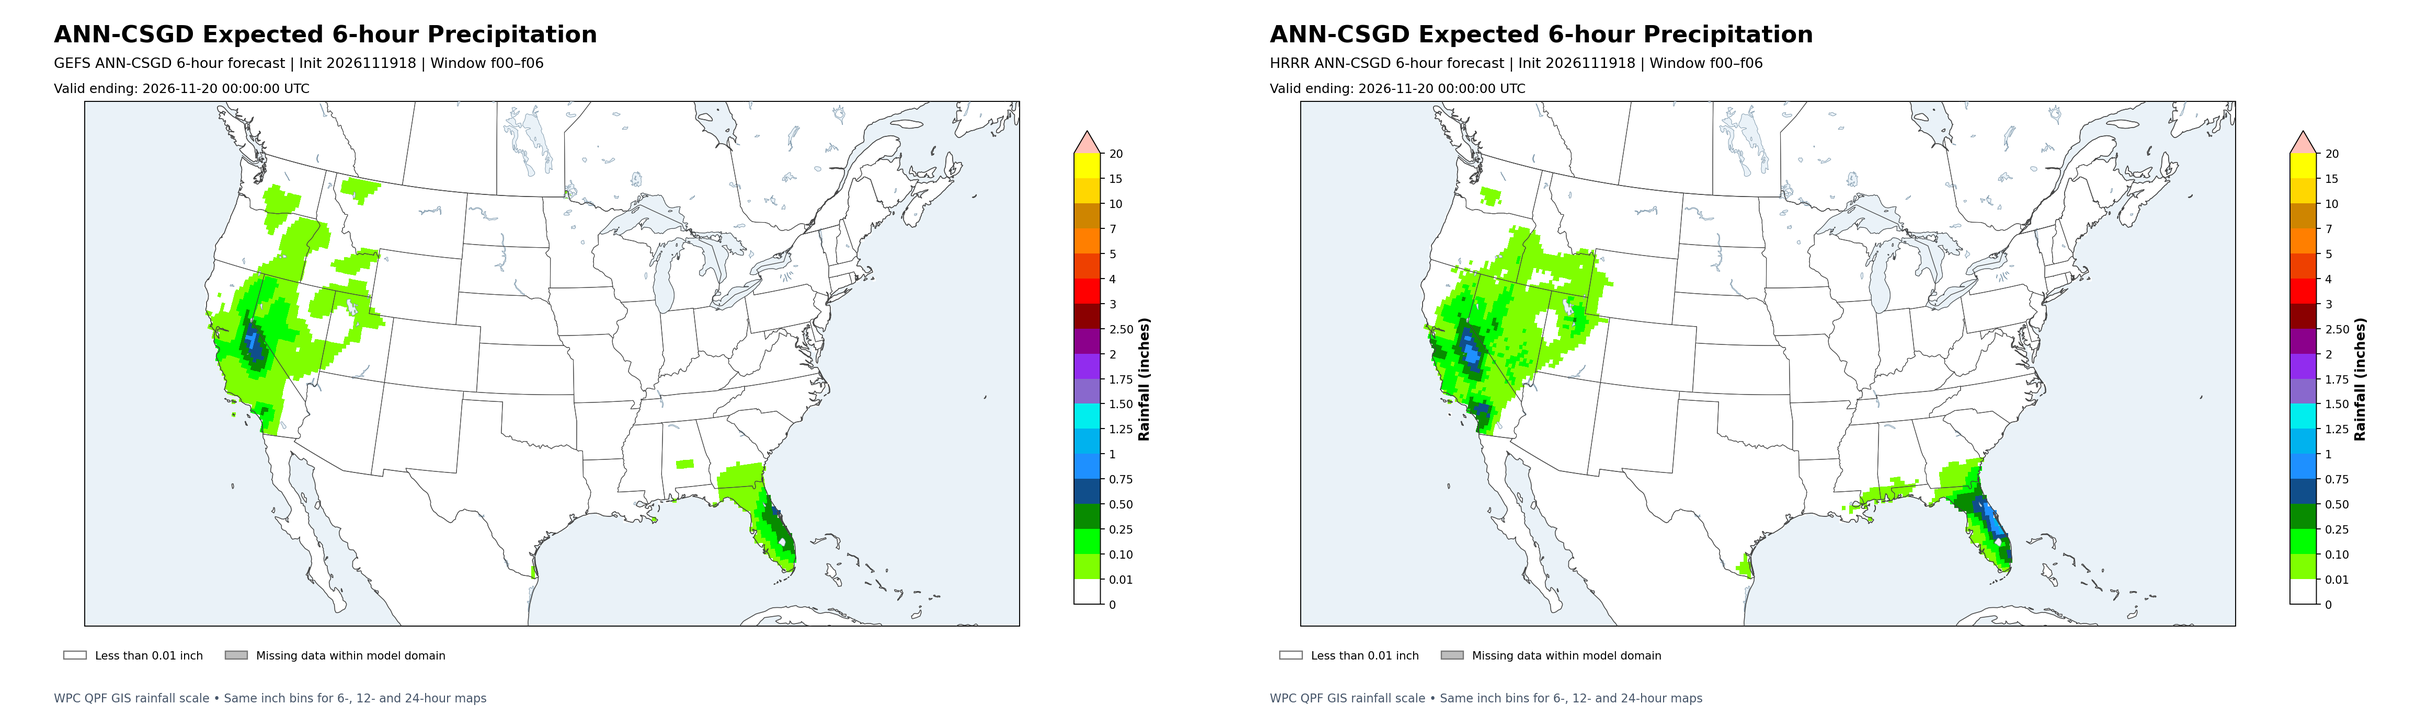 ANN-CSGD Expected 6-hour Precipitation
GEFS ANN-CSGD 6-hour forecast | Init 2026111918 | Window f00–f06
Valid ending: 2026-11-20 00:00:00 UTC
20
15
10
7
5
4
3
2.50
2
1.75
1.50
1.25
1
0.75
0.50
0.25
0.10
0.01
0
Rainfall (inches)
Less than 0.01 inch
Missing data within model domain
WPC QPF GIS rainfall scale • Same inch bins for 6-, 12- and 24-hour maps
ANN-CSGD Expected 6-hour Precipitation
HRRR ANN-CSGD 6-hour forecast | Init 2026111918 | Window f00–f06
Valid ending: 2026-11-20 00:00:00 UTC
20
15
10
7
5
4
3
2.50
2
1.75
1.50
1.25
1
0.75
0.50
0.25
0.10
0.01
0
Rainfall (inches)
Less than 0.01 inch
Missing data within model domain
WPC QPF GIS rainfall scale • Same inch bins for 6-, 12- and 24-hour maps